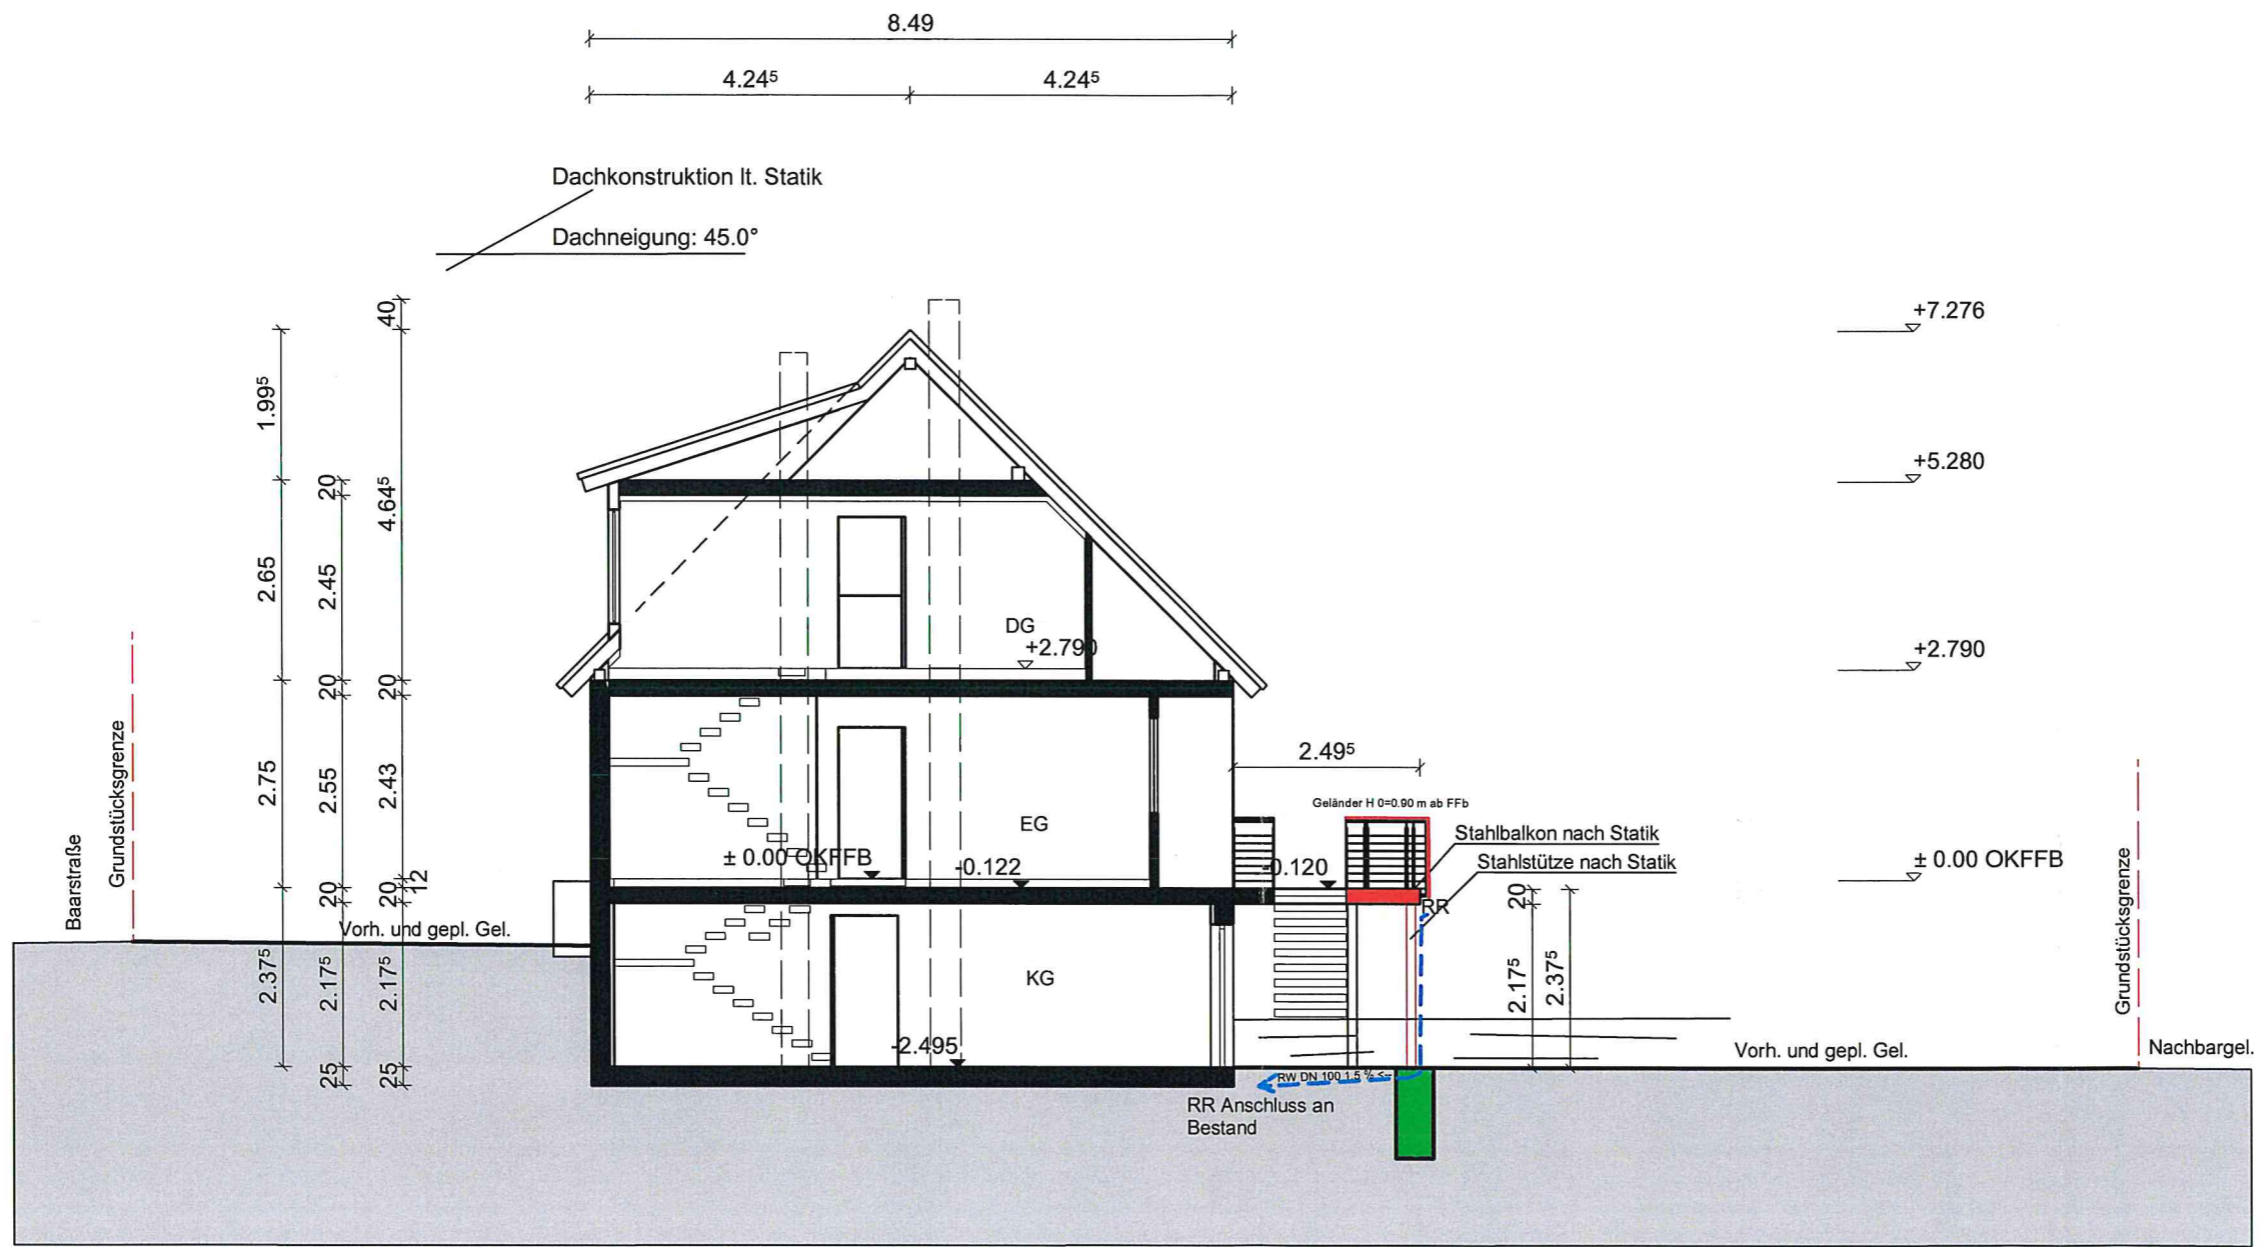 8.49
4.24⁵ 4.24⁵
Dachkonstruktion lt. Statik
Dachneigung: 45.0°
40
1.99⁵
20
4.64⁵
2.65
2.45
20
20
2.75
2.55
2.43
20
20
12
2.37⁵
2.17⁵
2.17⁵
25
25
+7.276
+5.280
+2.790
± 0.00 OKFFB
DG
+2.790
EG
± 0.00 OKFFB
-0.122
-0.120
KG
-2.495
2.49⁵
Geländer H 0=0.90 m ab FFb
Stahlbalkon nach Statik
Stahlstütze nach Statik
RR
20
2.17⁵
2.37⁵
Baarstraße
Grundstücksgrenze
Vorh. und gepl. Gel.
RW DN 100 1.5 % <-
RR Anschluss an
Bestand
Vorh. und gepl. Gel.
Grundstücksgrenze
Nachbargel.